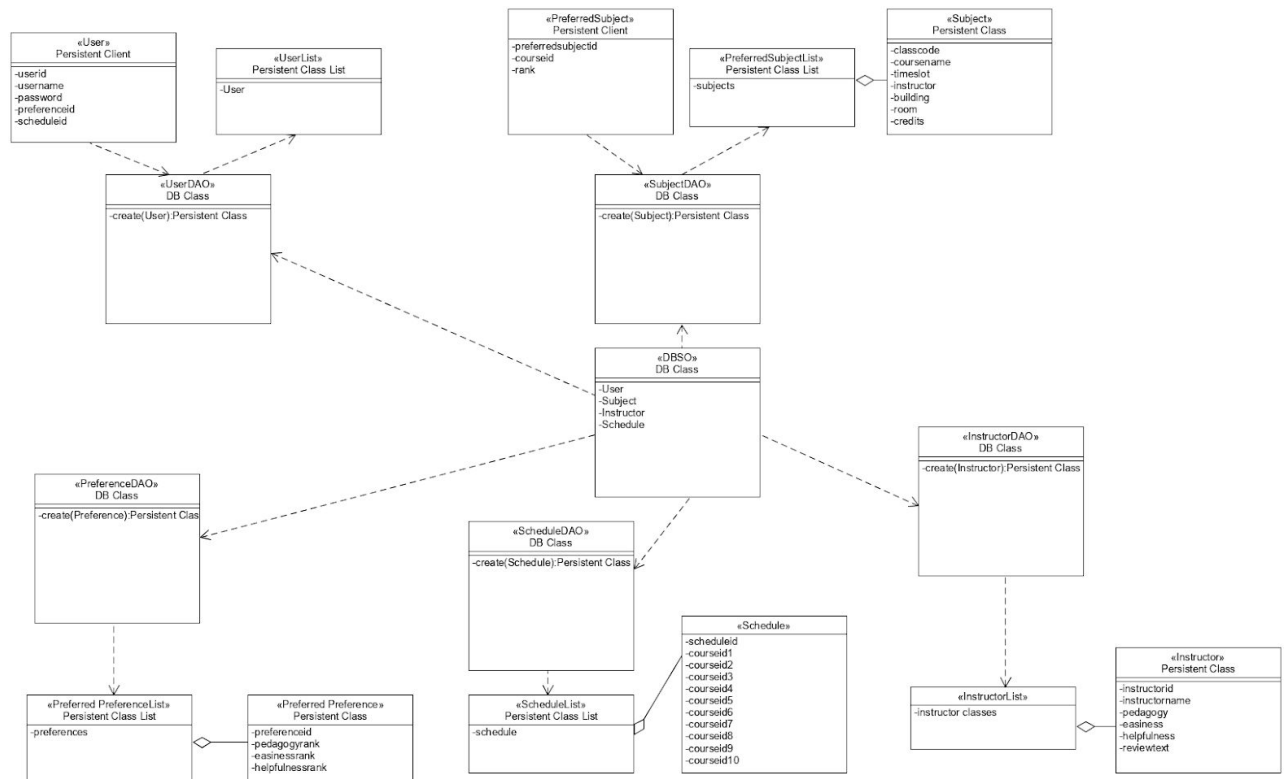 «User»
Persistent Client
-userid
-username
-password
-preferenceid
-scheduleid
«UserList»
Persistent Class List
-User
«PreferredSubject»
Persistent Client
-preferredsubjectid
-courseid
-rank
«PreferredSubjectList»
Persistent Class List
-subjects
«Subject»
Persistent Class
-classcode
-coursename
-timeslot
-instructor
-building
-room
-credits
«UserDAO»
DB Class
-create(User):Persistent Class
«SubjectDAO»
DB Class
-create(Subject):Persistent Class
«DBSO»
DB Class
-User
-Subject
-Instructor
-Schedule
«InstructorDAO»
DB Class
-create(Instructor):Persistent Class
«PreferenceDAO»
DB Class
-create(Preference):Persistent Clas
«ScheduleDAO»
DB Class
-create(Schedule):Persistent Class
«Schedule»
-scheduleid
-courseid1
-courseid2
-courseid3
-courseid4
-courseid5
-courseid6
-courseid7
-courseid8
-courseid9
-courseid10
«Preferred PreferenceList»
Persistent Class List
-preferences
«Preferred Preference»
Persistent Class
-preferenceid
-pedagogyrank
-easinessrank
-helpfulnessrank
«ScheduleList»
Persistent Class List
-schedule
«InstructorList»
-instructor classes
«Instructor»
Persistent Class
-instructorid
-instructorname
-pedagogy
-easiness
-helpfulness
-reviewtext